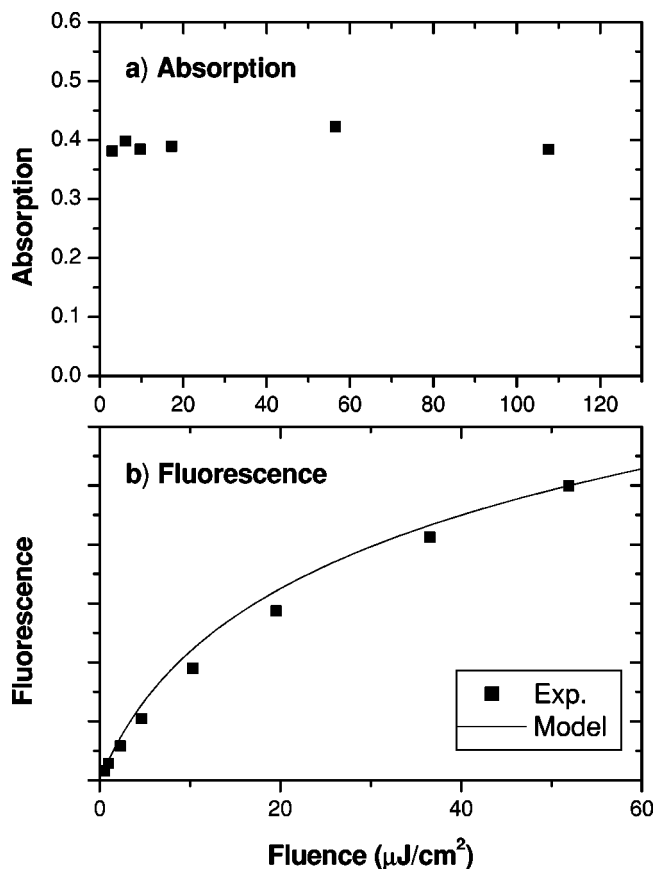 0.6
a) Absorption
0.5
0.4
0.3
0.2
0.1
0.0
Absorption
0 20 40 60 80 100 120
b) Fluorescence
Fluorescence
Exp.
Model
0 20 40 60
Fluence (μJ/cm²)